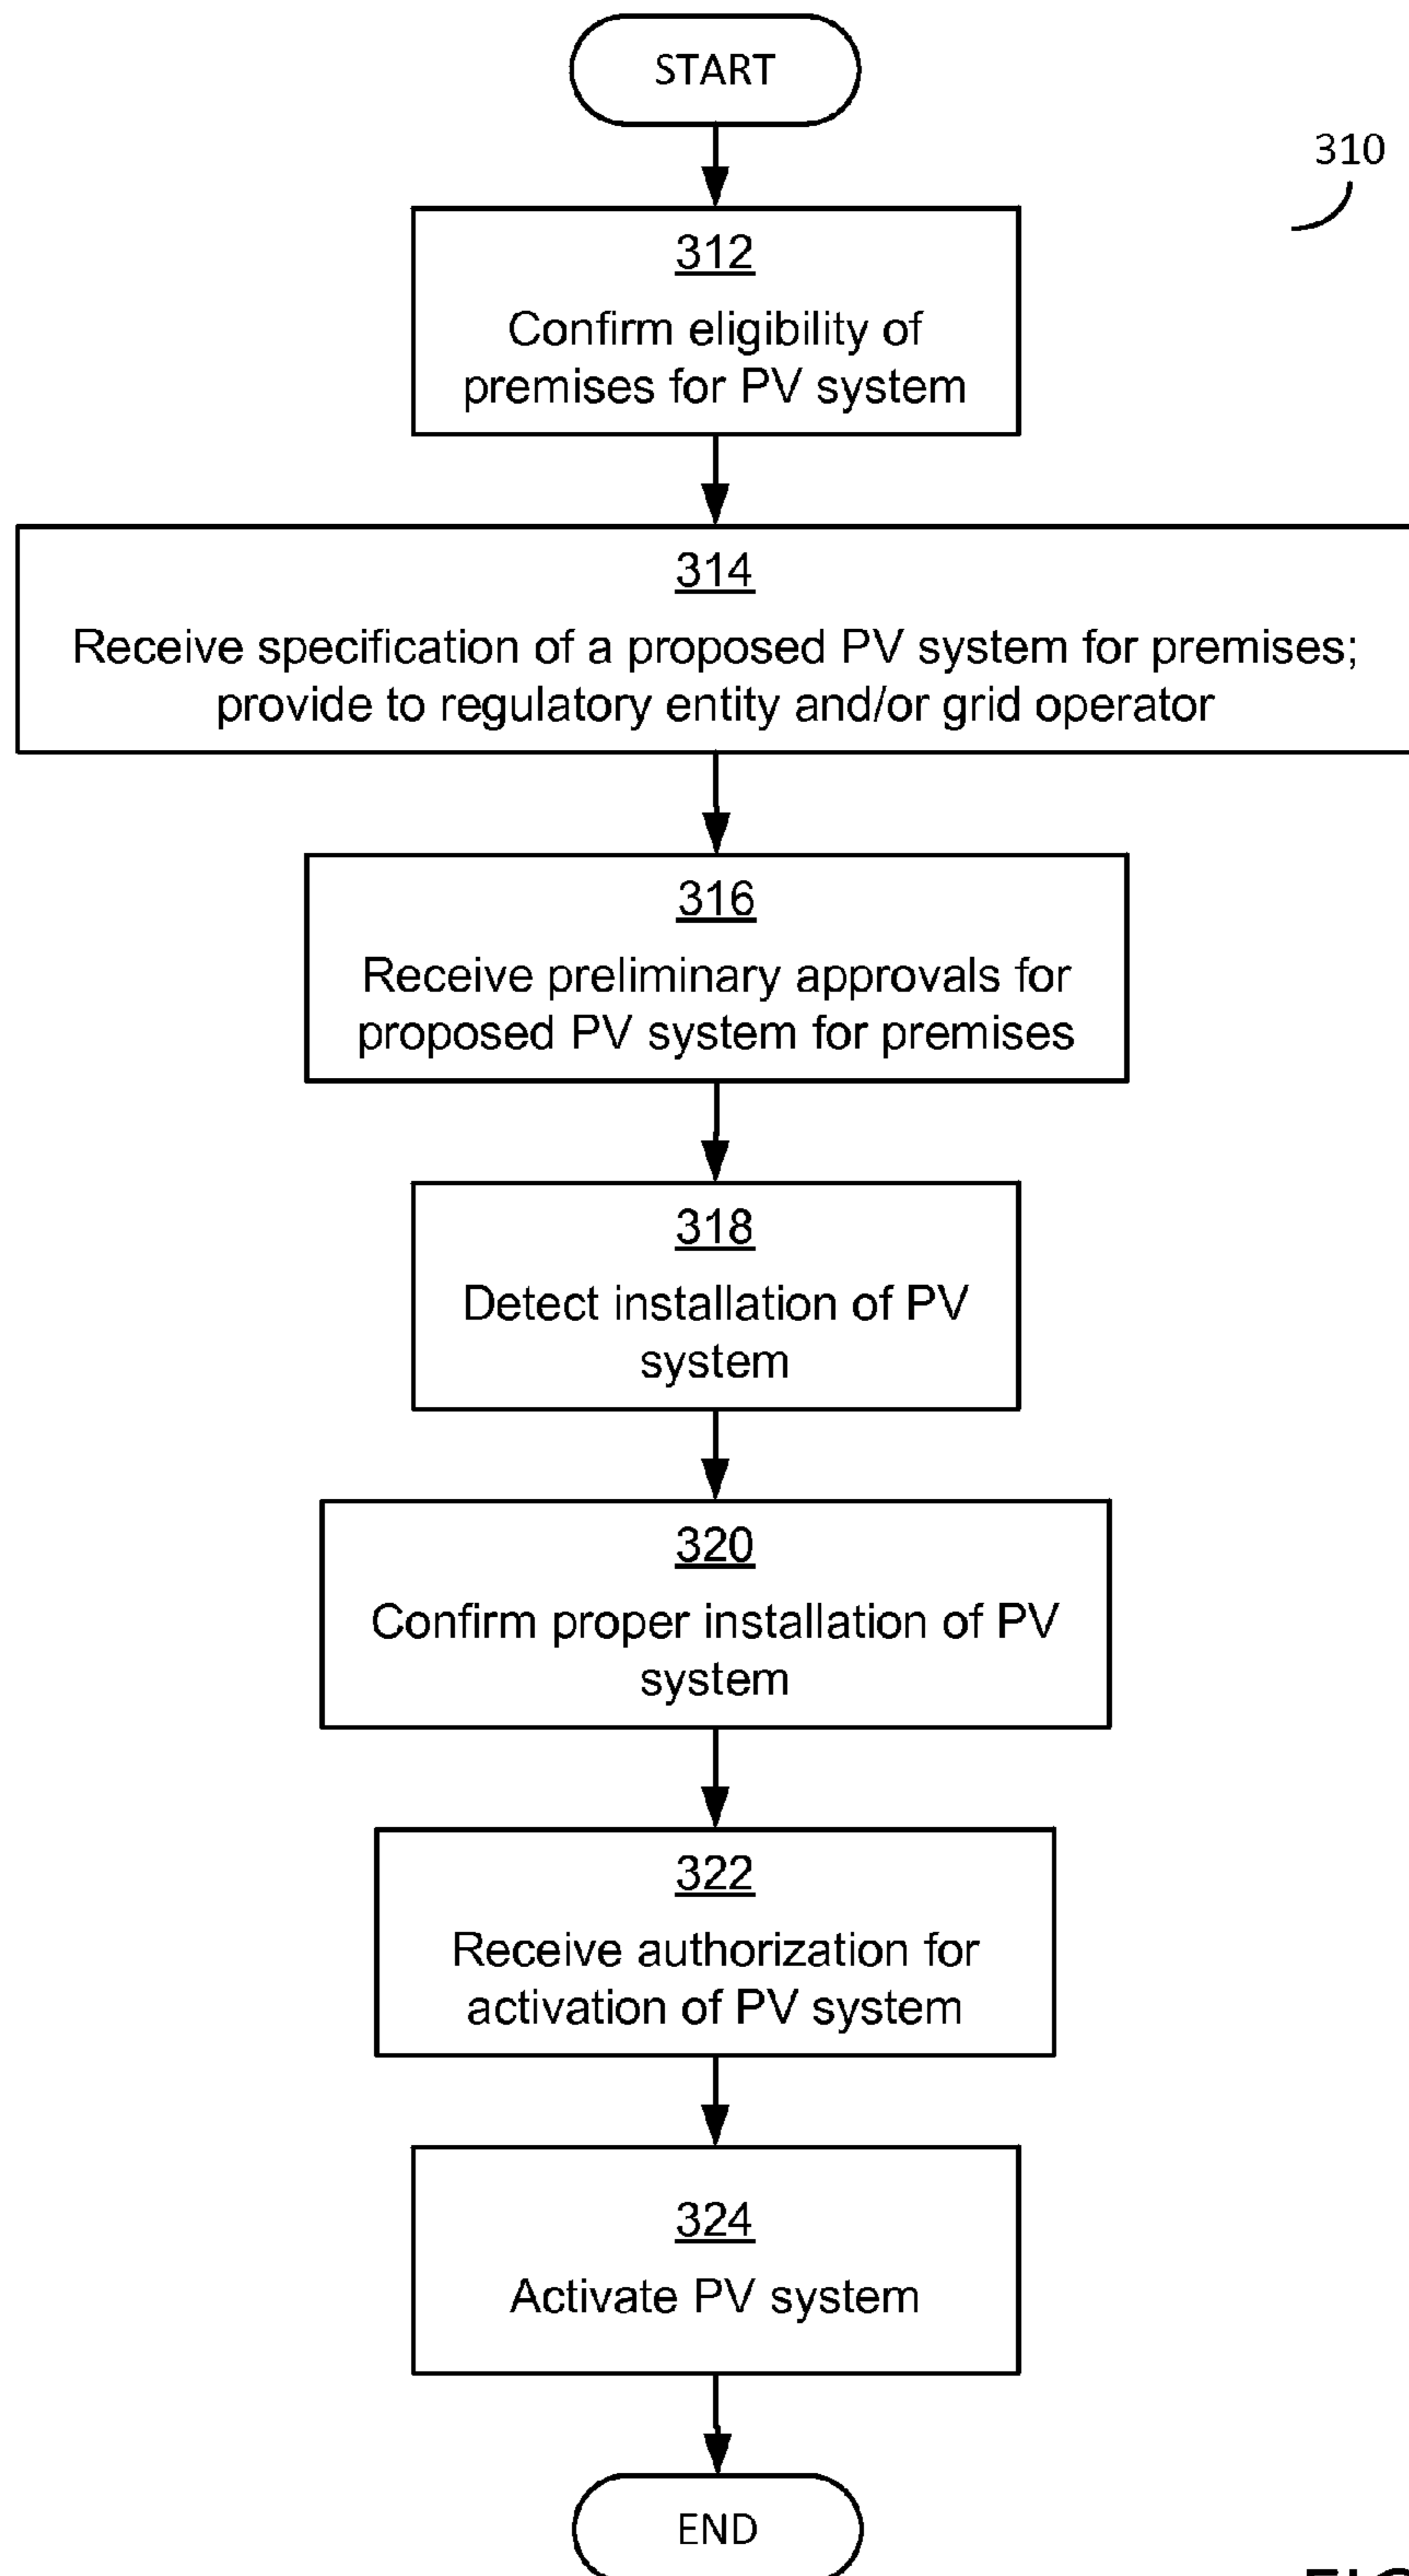 START
310
312
Confirm eligibility of
premises for PV system
314
Receive specification of a proposed PV system for premises;
provide to regulatory entity and/or grid operator
316
Receive preliminary approvals for
proposed PV system for premises
318
Detect installation of PV
system
320
Confirm proper installation of PV
system
322
Receive authorization for
activation of PV system
324
Activate PV system
END